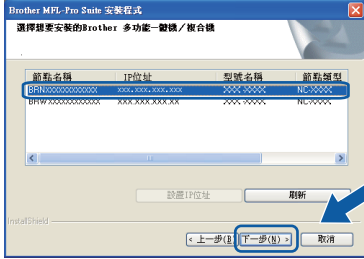 Brother MFL-Pro Suite 安裝程式
選擇想要安裝的Brother 多功能一體機／複合機
節點名稱 IP位址 型號名稱 節點類型
BRNXXXXXXXXXXXX XXX.XXX.XXX.XXX XXX-XXXX NC-XXXX
BRWXXXXXXXXXXXX XXX.XXX.XXX.XX XXX-XXXX NC-XXXX
設置IP位址 刷新
InstallShield
< 上一步(B) 下一步(N) > 取消